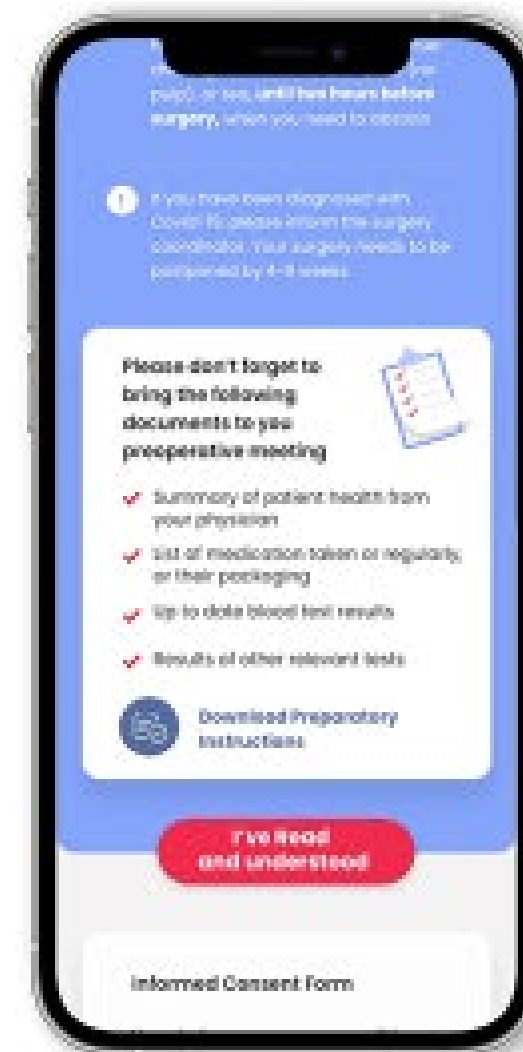 pulp), or tea, until two hours before
surgery, when you need to abstain
If you have been diagnosed with
Covid 19, please inform the surgery
coordinator. Your surgery needs to be
postponed by 4-8 weeks
Please don't forget to
bring the following
documents to you
preoperative meeting
Summary of patient health from
your physician
List of medication taken or regularly,
or their packaging
Up to date blood test results
Results of other relevant tests
Download Preparatory
Instructions
I've Read
and understood
Informed Consent Form